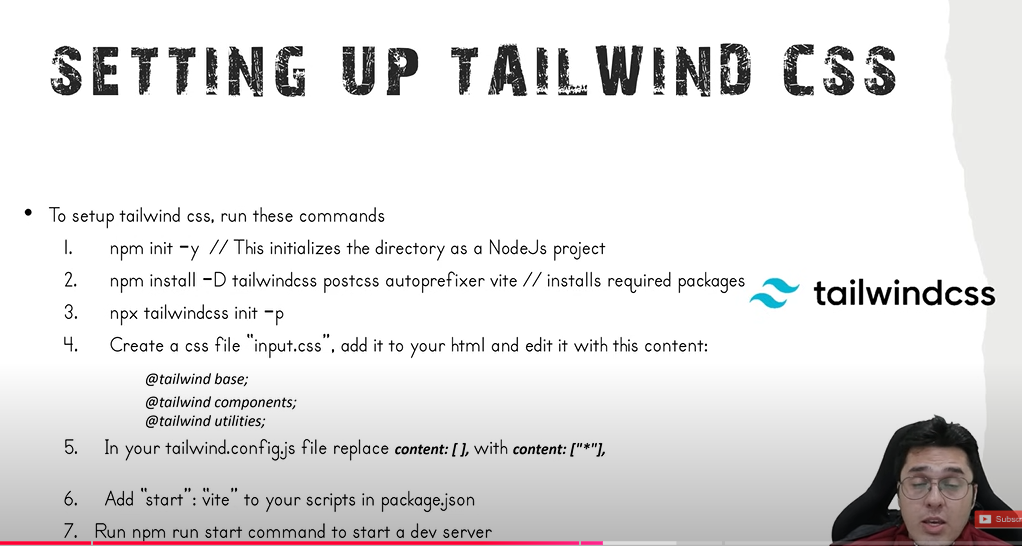 SETTING UP TAILWIND CSS
• To setup tailwind css, run these commands
1. npm init -y // This initializes the directory as a NodeJs project
2. npm install -D tailwindcss postcss autoprefixer vite // installs required packages
tailwindcss
3. npx tailwindcss init -p
4. Create a css file "input.css", add it to your html and edit it with this content:
@tailwind base;
@tailwind components;
@tailwind utilities;
5. In your tailwind.config.js file replace content: [ ], with content: ["*"],
6. Add "start": "vite" to your scripts in package.json
7. Run npm run start command to start a dev server